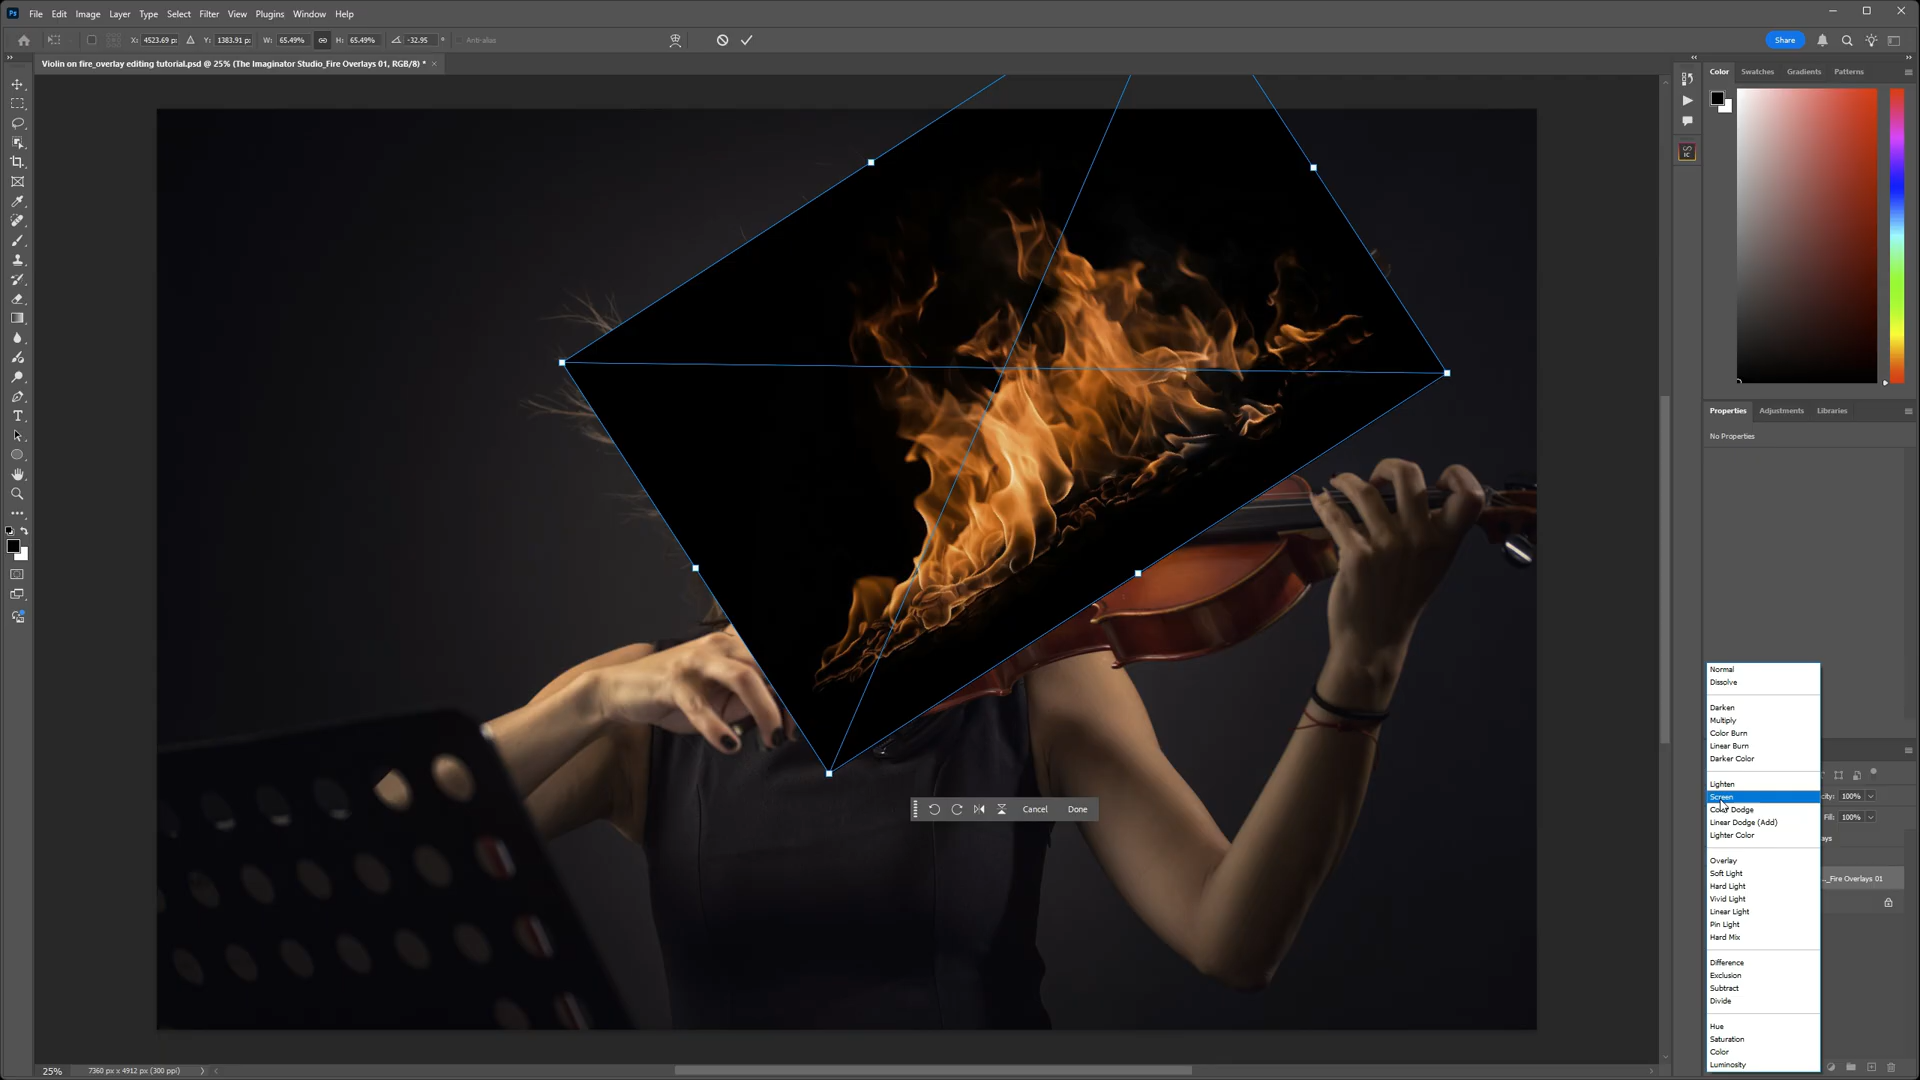 Ps File Edit Image Layer Type Select Filter View Plugins Window Help
X: 4523.69 p: Y: 1383.91 p: W: 65.49% H: 65.49% -32.95 ° Anti-alias Share
Violin on fire_overlay editing tutorial.psd @ 25% (The Imaginator Studio_Fire Overlays 01, RGB/8) *
Color Swatches Gradients Patterns
Properties Adjustments Libraries
No Properties
Normal
Dissolve
Darken
Multiply
Color Burn
Linear Burn
Darker Color
Lighten
Screen
city: 100%
Color Dodge
Linear Dodge (Add)
Fill: 100%
Lighter Color
ays
Overlay
Soft Light
..._Fire Overlays 01
Hard Light
Vivid Light
Linear Light
Pin Light
Hard Mix
Difference
Exclusion
Subtract
Divide
Hue
Saturation
Color
Luminosity
Cancel Done
25% 7360 px x 4912 px (300 ppi)